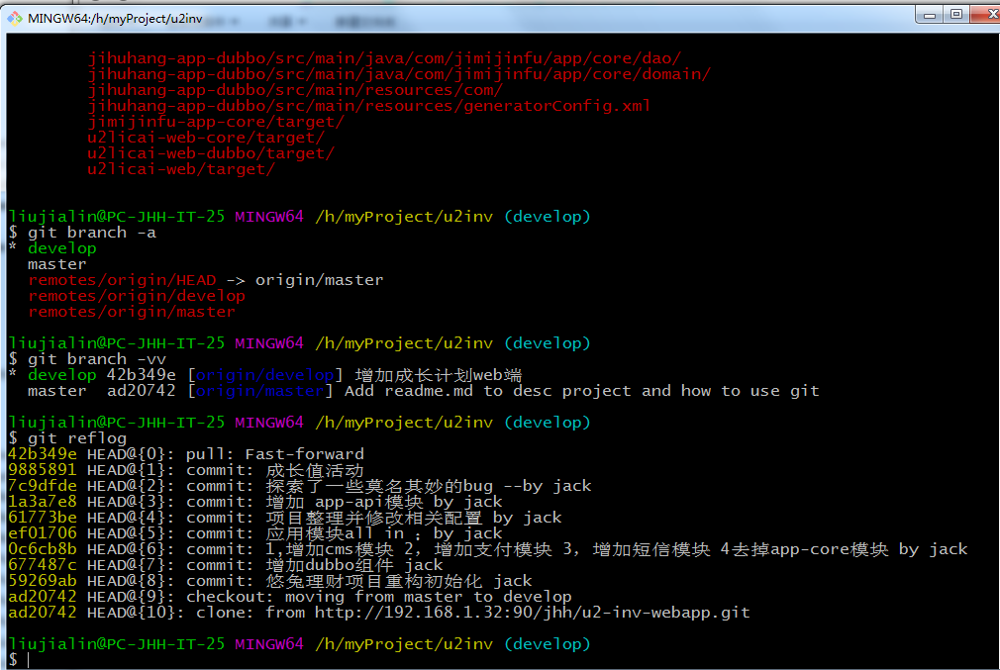 MINGW64:/h/myProject/u2inv
jihuhang-app-dubbo/src/main/java/com/jimijinfu/app/core/dao/
jihuhang-app-dubbo/src/main/java/com/jimijinfu/app/core/domain/
jihuhang-app-dubbo/src/main/resources/com/
jihuhang-app-dubbo/src/main/resources/generatorConfig.xml
jimijinfu-app-core/target/
u2licai-web-core/target/
u2licai-web-dubbo/target/
u2licai-web/target/
liujialin@PC-JHH-IT-25 MINGW64 /h/myProject/u2inv (develop)
$ git branch -a
* develop
master
remotes/origin/HEAD -> origin/master
remotes/origin/develop
remotes/origin/master
liujialin@PC-JHH-IT-25 MINGW64 /h/myProject/u2inv (develop)
$ git branch -vv
* develop 42b349e [origin/develop] 增加成长计划web端
master  ad20742 [origin/master] Add readme.md to desc project and how to use git
liujialin@PC-JHH-IT-25 MINGW64 /h/myProject/u2inv (develop)
$ git reflog
42b349e HEAD@{0}: pull: Fast-forward
9885891 HEAD@{1}: commit: 成长值活动
7c9dfde HEAD@{2}: commit: 探索了一些莫名其妙的bug --by jack
1a3a7e8 HEAD@{3}: commit: 增加 app-api模块 by jack
61773be HEAD@{4}: commit: 项目整理并修改相关配置 by jack
ef01706 HEAD@{5}: commit: 应用模块all in ；by jack
0c6cb8b HEAD@{6}: commit: 1,增加cms模块 2，增加支付模块 3，增加短信模块 4去掉app-core模块 by jack
677487c HEAD@{7}: commit: 增加dubbo组件 jack
59269ab HEAD@{8}: commit: 悠兔理财项目重构初始化 jack
ad20742 HEAD@{9}: checkout: moving from master to develop
ad20742 HEAD@{10}: clone: from http://192.168.1.32:90/jhh/u2-inv-webapp.git
liujialin@PC-JHH-IT-25 MINGW64 /h/myProject/u2inv (develop)
$